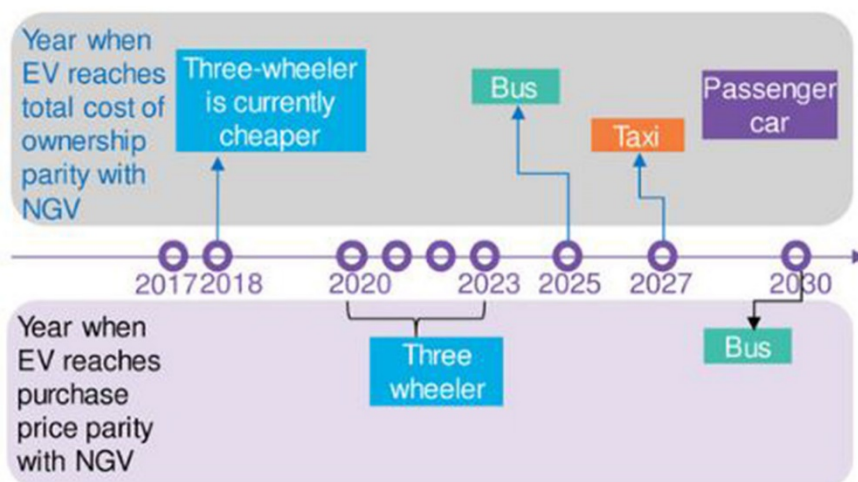 Year when
EV reaches
total cost of
ownership
parity with
NGV
Three-wheeler
is currently
cheaper
Bus
Taxi
Passenger
car
2017
2018
2020
2023
2025
2027
2030
Year when
EV reaches
purchase
price parity
with NGV
Three
wheeler
Bus